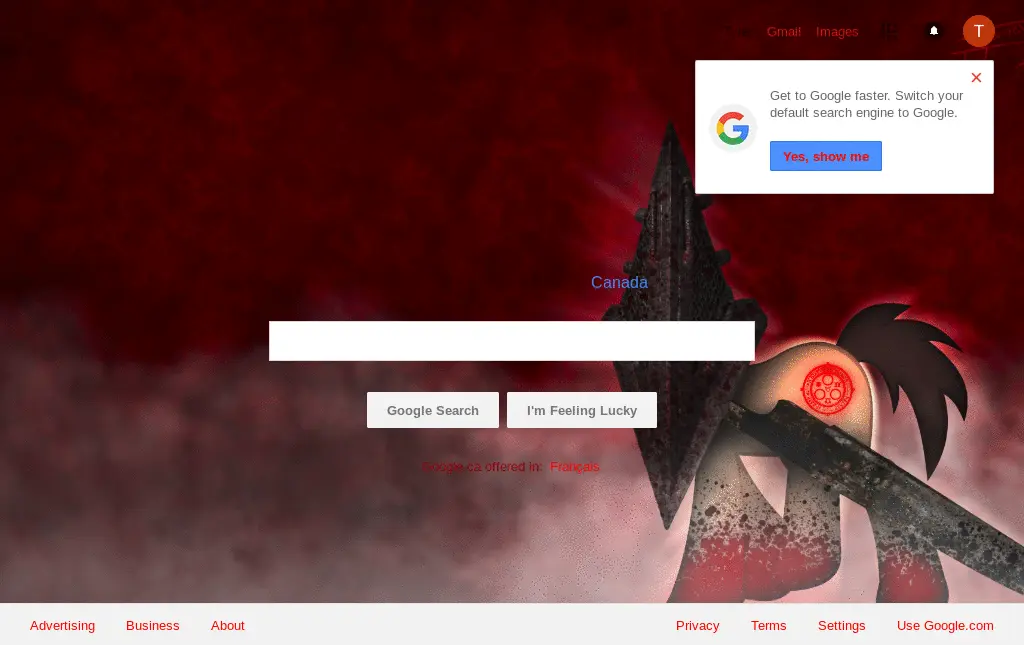 Gmail Images
T
Get to Google faster. Switch your
default search engine to Google.
Yes, show me
Canada
Google Search I'm Feeling Lucky
Google.ca offered in: Français
Advertising Business About Privacy Terms Settings Use Google.com